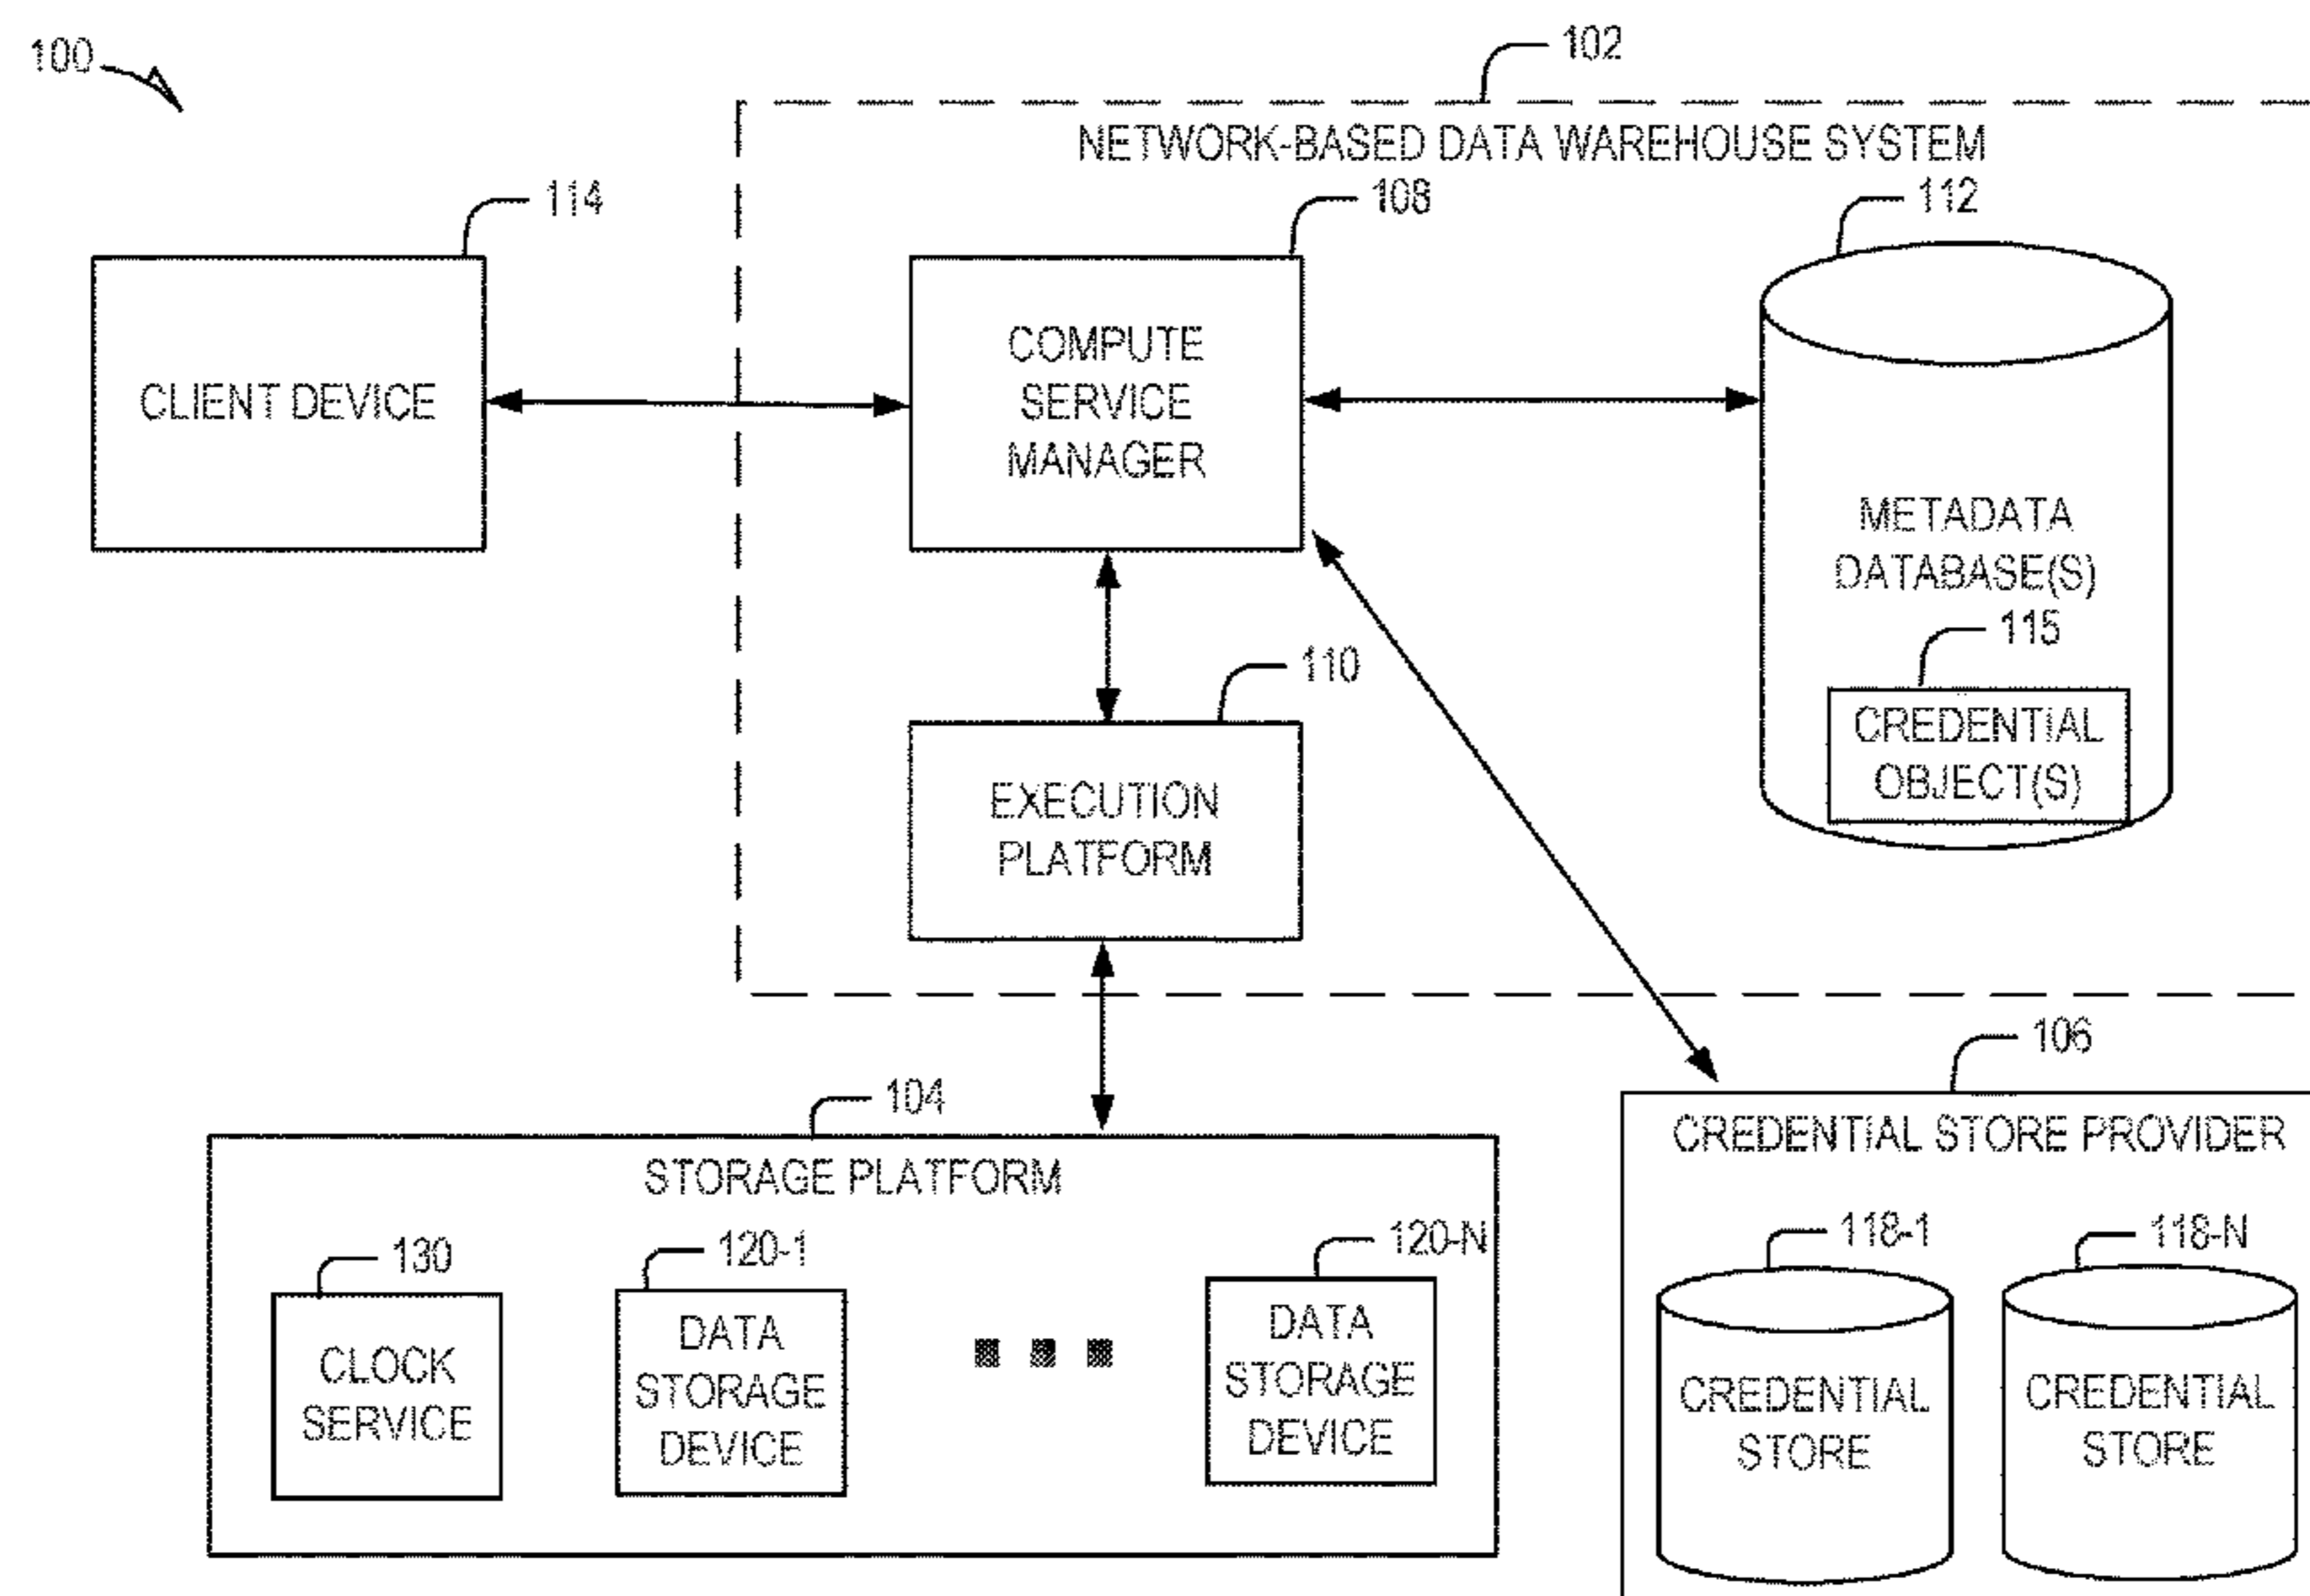 100
102
NETWORK-BASED DATA WAREHOUSE SYSTEM
114
108
112
CLIENT DEVICE
COMPUTE
SERVICE
MANAGER
METADATA
DATABASE(S)
115
CREDENTIAL
OBJECT(S)
110
EXECUTION
PLATFORM
104
STORAGE PLATFORM
130
CLOCK
SERVICE
120-1
DATA
STORAGE
DEVICE
120-N
DATA
STORAGE
DEVICE
106
CREDENTIAL STORE PROVIDER
118-1
CREDENTIAL
STORE
118-N
CREDENTIAL
STORE